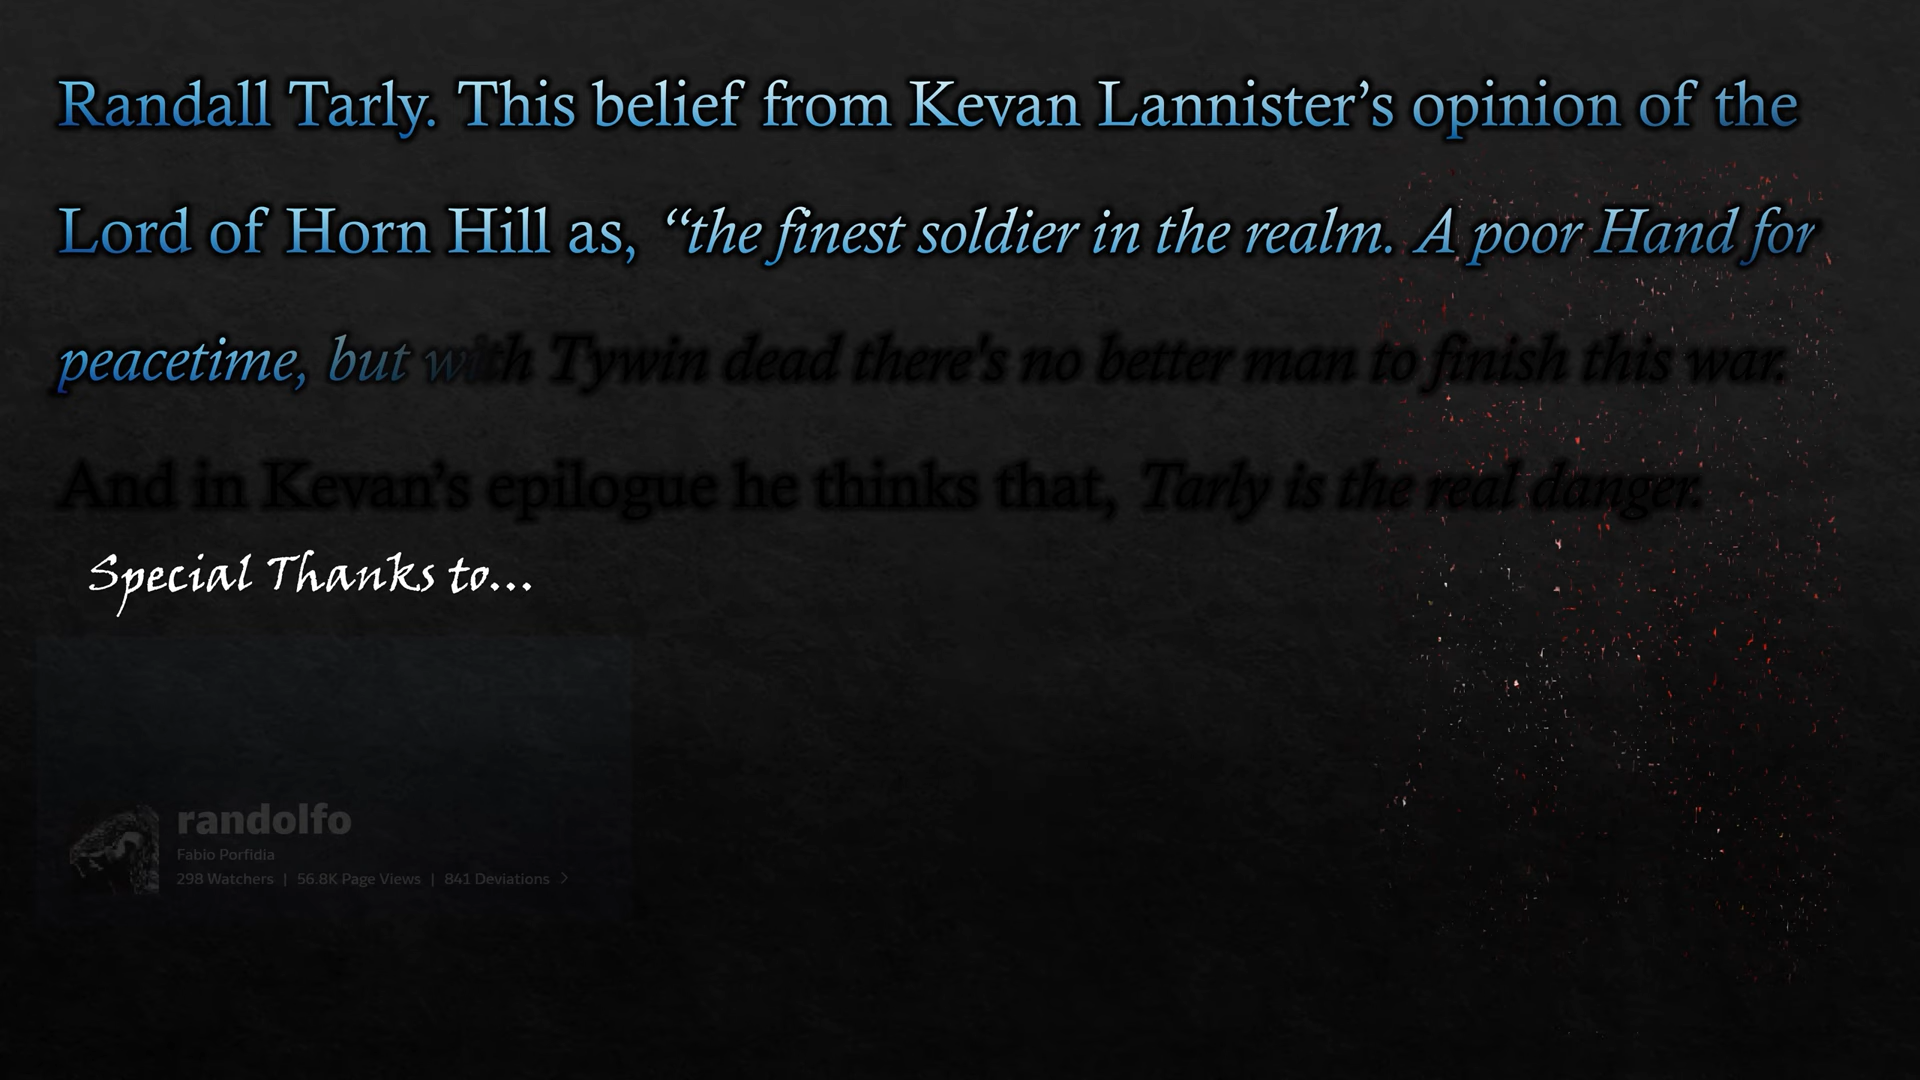 Randall Tarly. This belief from Kevan Lannister’s opinion of the
Lord of Horn Hill as, “the finest soldier in the realm. A poor Hand for
peacetime, but with Tywin dead there's no better man to finish this war.
And in Kevan’s epilogue he thinks that, Tarly is the real danger.
Special Thanks to...
randolfo
Fabio Porfidia
298 Watchers | 56.8K Page Views | 841 Deviations >